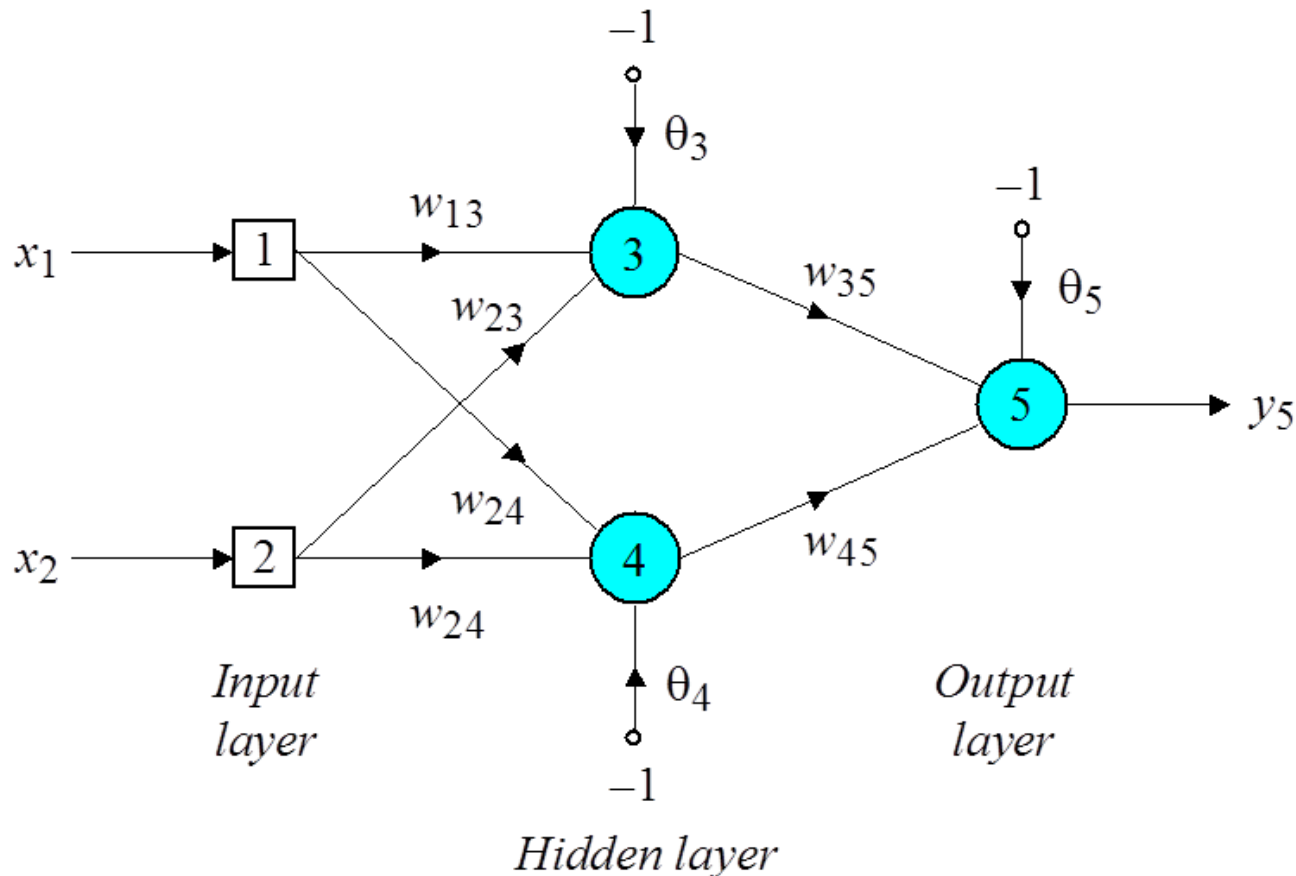 –1
θ3
–1
w13
x1
1
3
w35
θ5
w23
5
y5
w24
x2
2
4
w45
w24
Input
layer
θ4
Output
layer
–1
Hidden layer